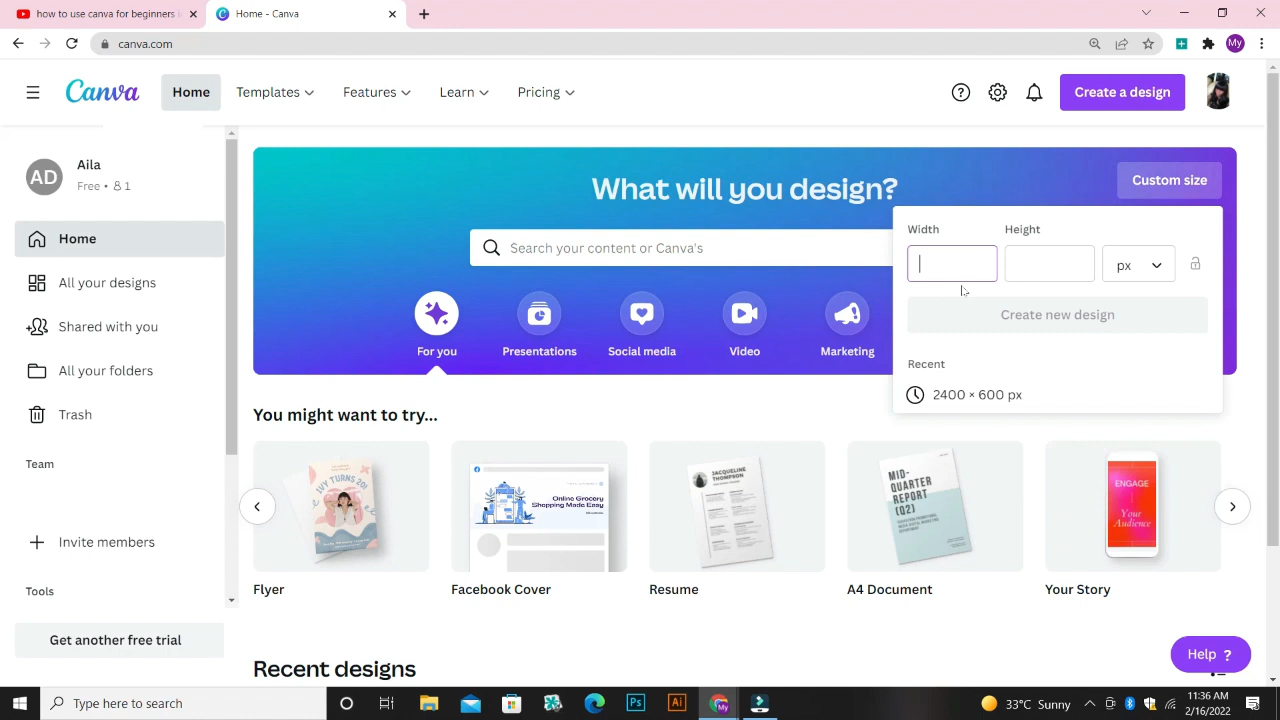 how to use canva for beginners
Home - Canva
canva.com
My
Canva
Home
Templates
Features
Learn
Pricing
Create a design
AD
Aila
Free • 1
Home
All your designs
Shared with you
All your folders
Trash
Team
Invite members
Tools
Get another free trial
What will you design?
Custom size
Search your content or Canva's
Width
Height
px
Create new design
Recent
2400 × 600 px
For you
Presentations
Social media
Video
Marketing
You might want to try...
IVY TURNS 20!
Online Grocery
Shopping Made Easy
JACQUELINE
THOMPSON
MID-
QUARTER
REPORT
(Q2)
ENGAGE
Your
Audience
Flyer
Facebook Cover
Resume
A4 Document
Your Story
Recent designs
Help ?
Type here to search
Ps
Ai
My
33°C Sunny
11:36 AM
2/16/2022